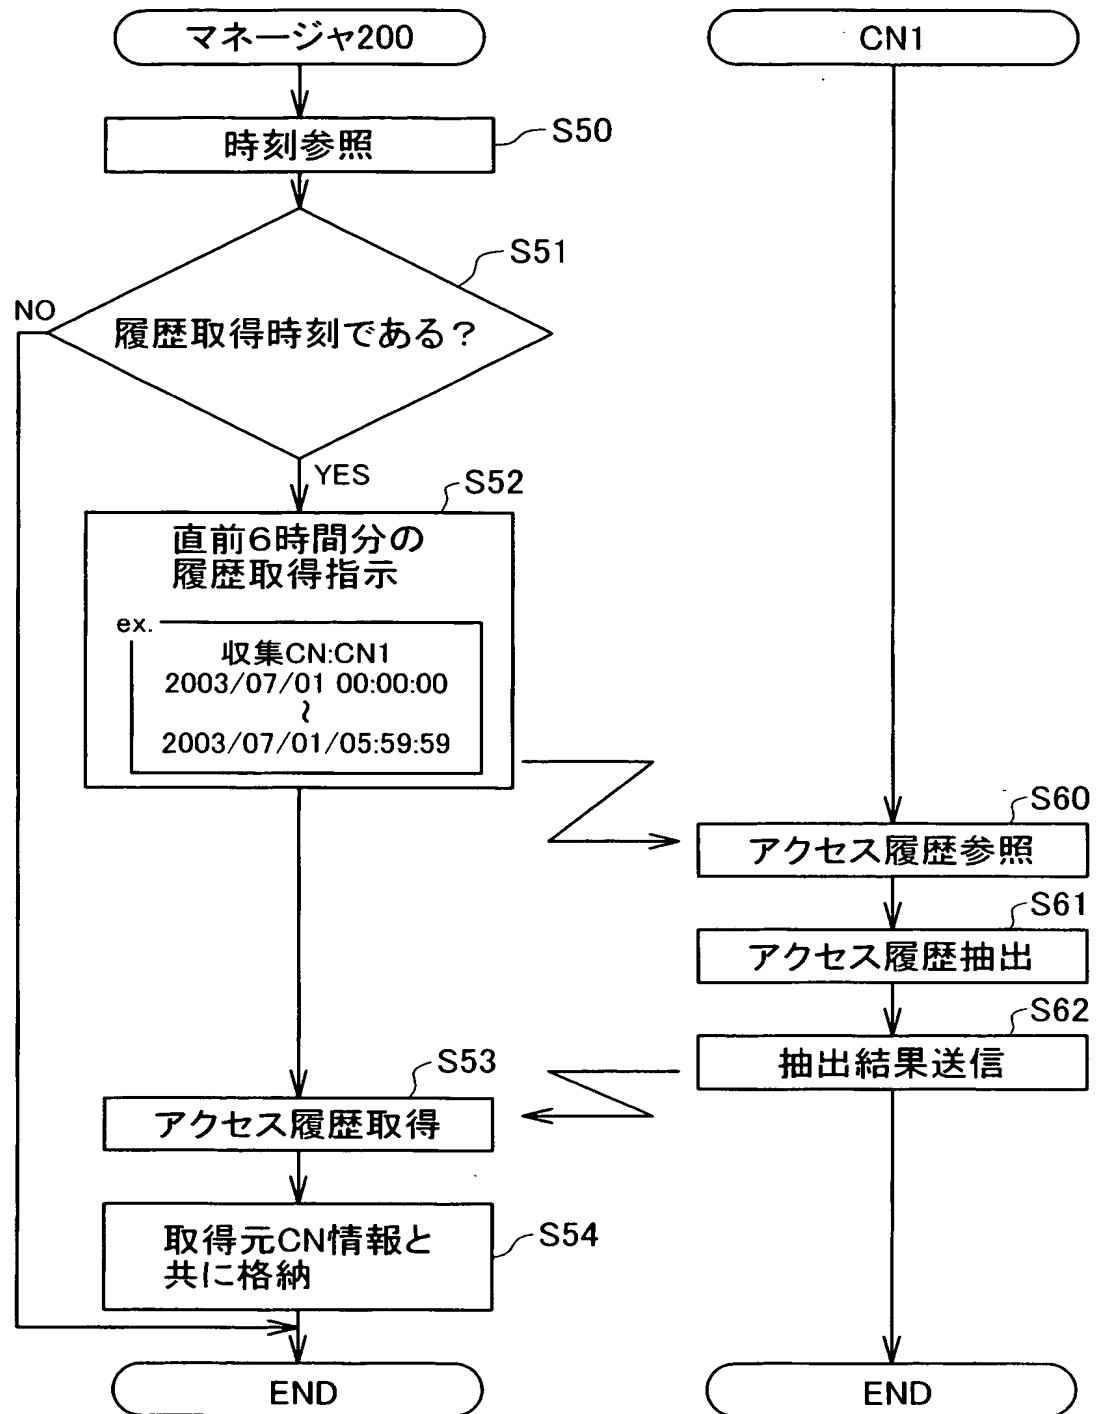 マネージャ200
CN1
時刻参照
S50
S51
NO
履歴取得時刻である？
YES
S52
直前6時間分の
履歴取得指示
ex.
収集CN:CN1
2003/07/01 00:00:00
~
2003/07/01/05:59:59
S60
アクセス履歴参照
S61
アクセス履歴抽出
S62
抽出結果送信
S53
アクセス履歴取得
S54
取得元CN情報と
共に格納
END
END